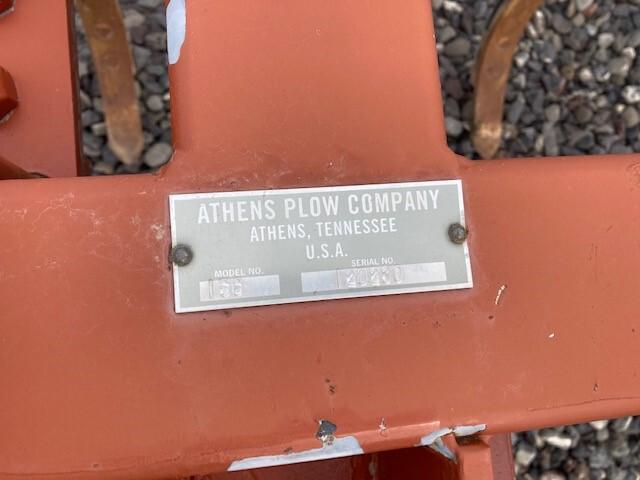 ATHENS PLOW COMPANY
ATHENS, TENNESSEE
U.S.A.
MODEL NO. SERIAL NO.